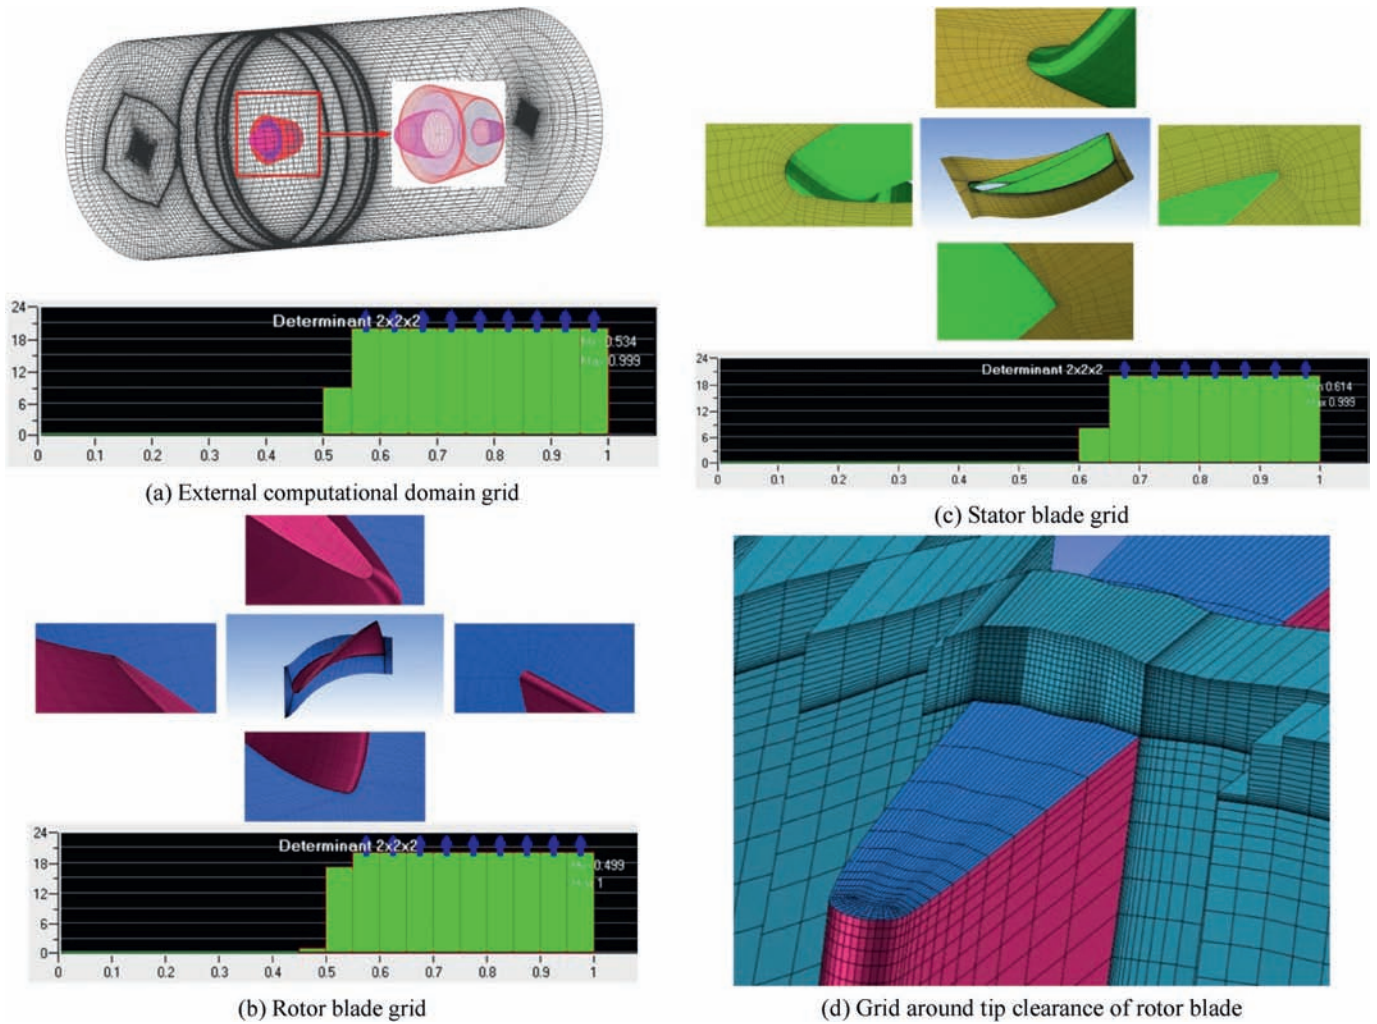 24
Determinant 2x2x2
0.534
18
0.999
12
6
0
0 0.1 0.2 0.3 0.4 0.5 0.6 0.7 0.8 0.9 1
(a) External computational domain grid
24
Determinant 2x2x2
18
Min 0.614
Max 0.999
12
6
0
0 0.1 0.2 0.3 0.4 0.5 0.6 0.7 0.8 0.9 1
(c) Stator blade grid
24
Determinant 2x2x2
18
0.499
1
12
6
0
0 0.1 0.2 0.3 0.4 0.5 0.6 0.7 0.8 0.9 1
(b) Rotor blade grid
(d) Grid around tip clearance of rotor blade